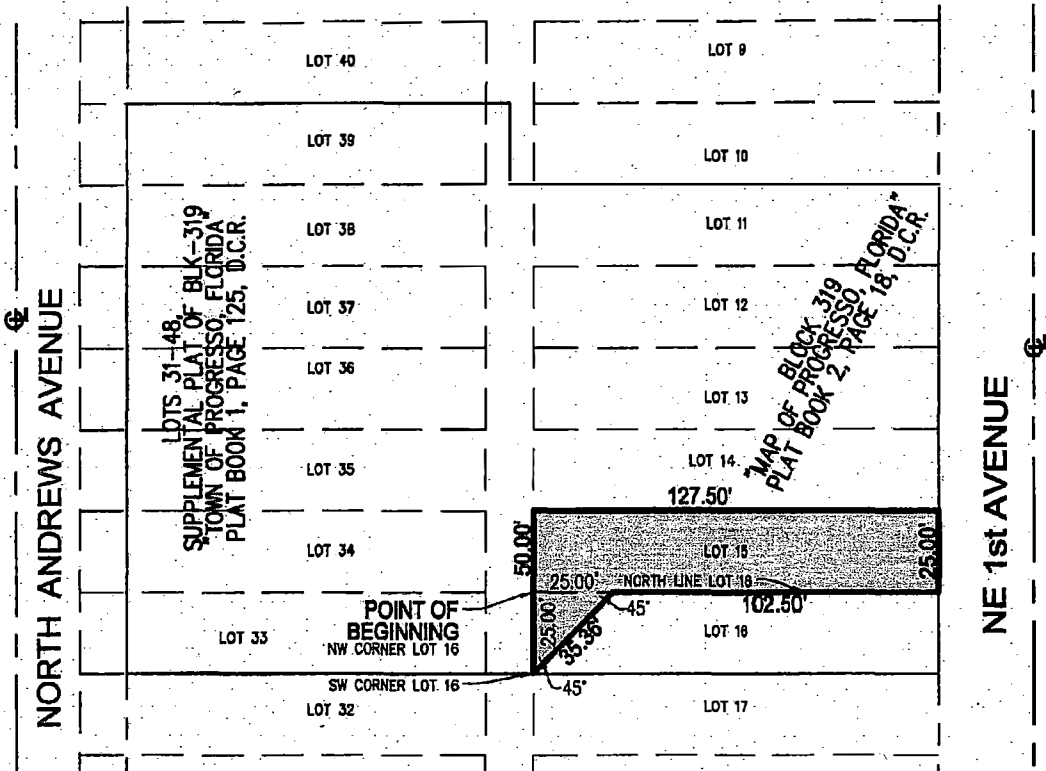 LOT 40
LOT 9
LOT 39
LOT 10
LOT 38
LOT 11
LOT 37
LOT 12
LOT 36
LOT 13
LOT 35
LOT 14
LOT 34
LOT 15
LOT 33
LOT 16
LOT 32
LOT 17
NORTH ANDREWS AVENUE
NE 1st AVENUE
LOTS 31-48,
SUPPLEMENTAL PLAT OF BLK-319
"TOWN OF PROGRESSO, FLORIDA"
PLAT BOOK 1, PAGE 125, D.C.R.
BLOCK 319
"MAP OF PROGRESSO, FLORIDA"
PLAT BOOK 2, PAGE 18, D.C.R.
127.50'
50.00'
25.00'
25.00'
NORTH LINE LOT 16
102.50'
25.00'
35.36'
45°
45°
POINT OF
BEGINNING
NW CORNER LOT 16
SW CORNER LOT 16